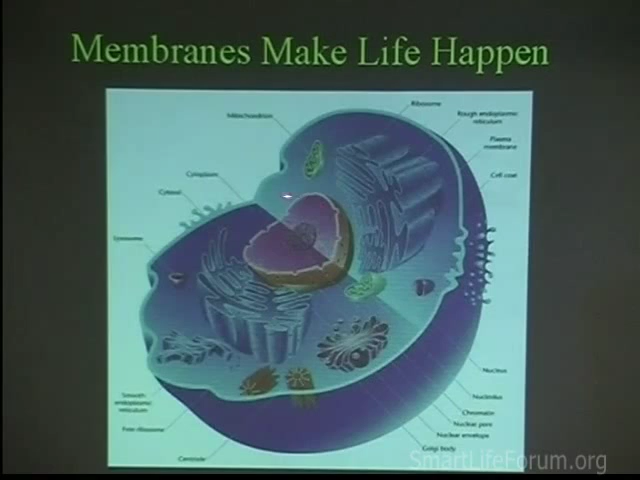 Membranes Make Life Happen
Ribosome
Mitochondrion
Rough endoplasmic
reticulum
Plasma
membrane
Cytoplasm
Cell coat
Cytosol
Lysosome
Nucleus
Smooth
endoplasmic
reticulum
Nucleolus
Chromatin
Nuclear pore
Free ribosome
Nuclear envelope
Golgi body
Centriole
SmartLifeForum.org